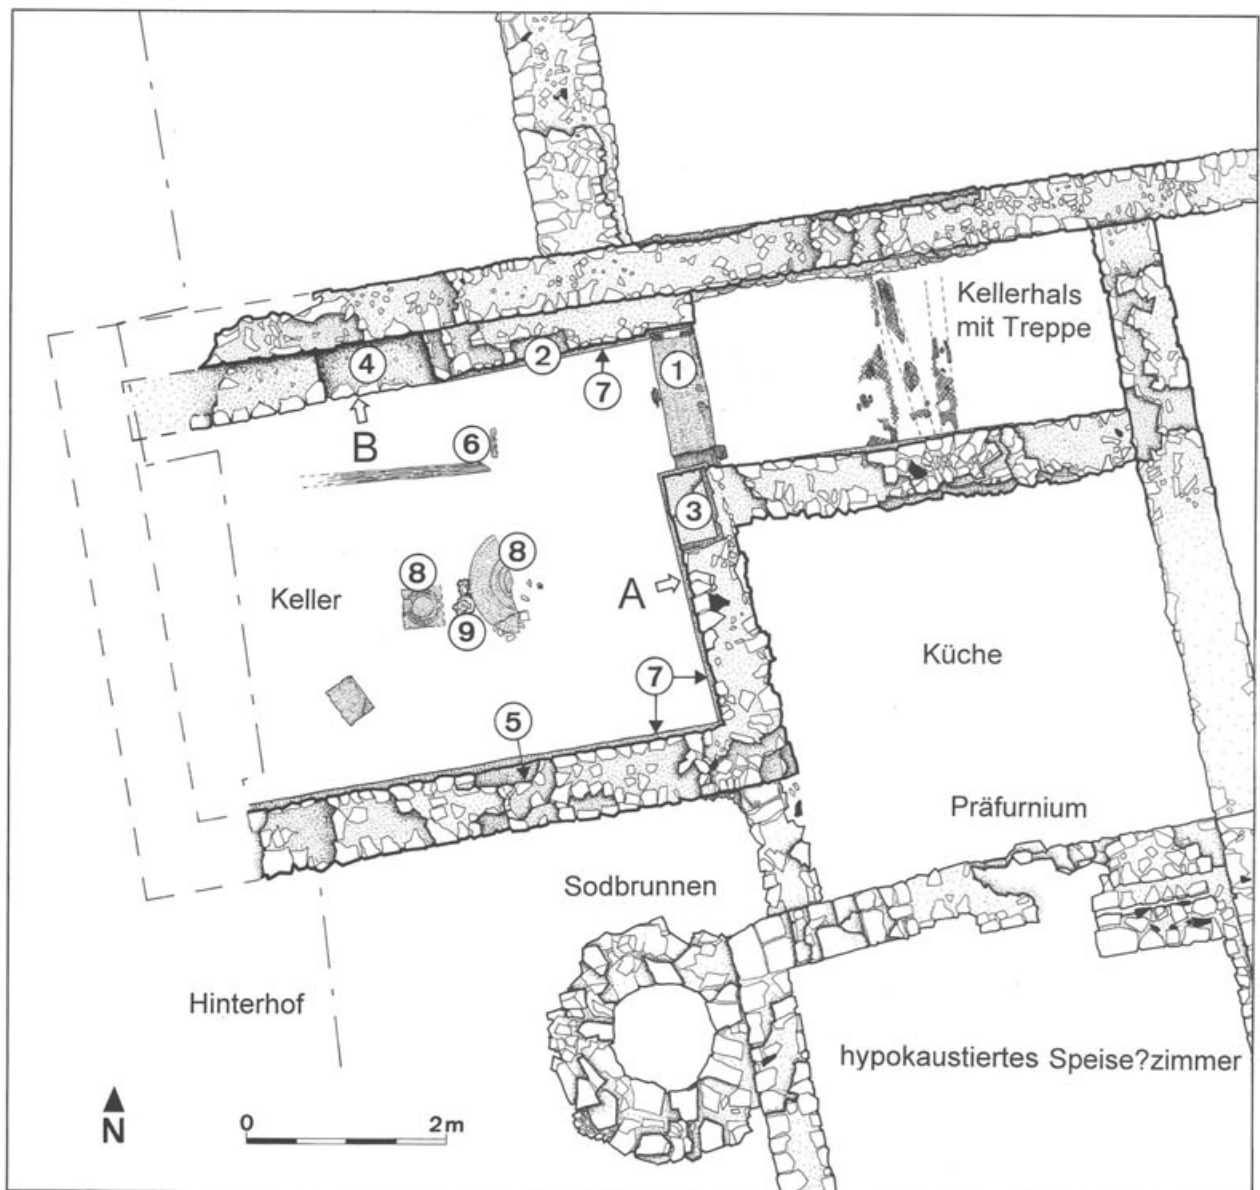 Kellerhals
mit Treppe
4
2
7
1
B
6
3
8
8
A
Keller
9
Küche
7
5
Präfurnium
Sodbrunnen
Hinterhof
hypokaustiertes Speise?zimmer
N
0 2m